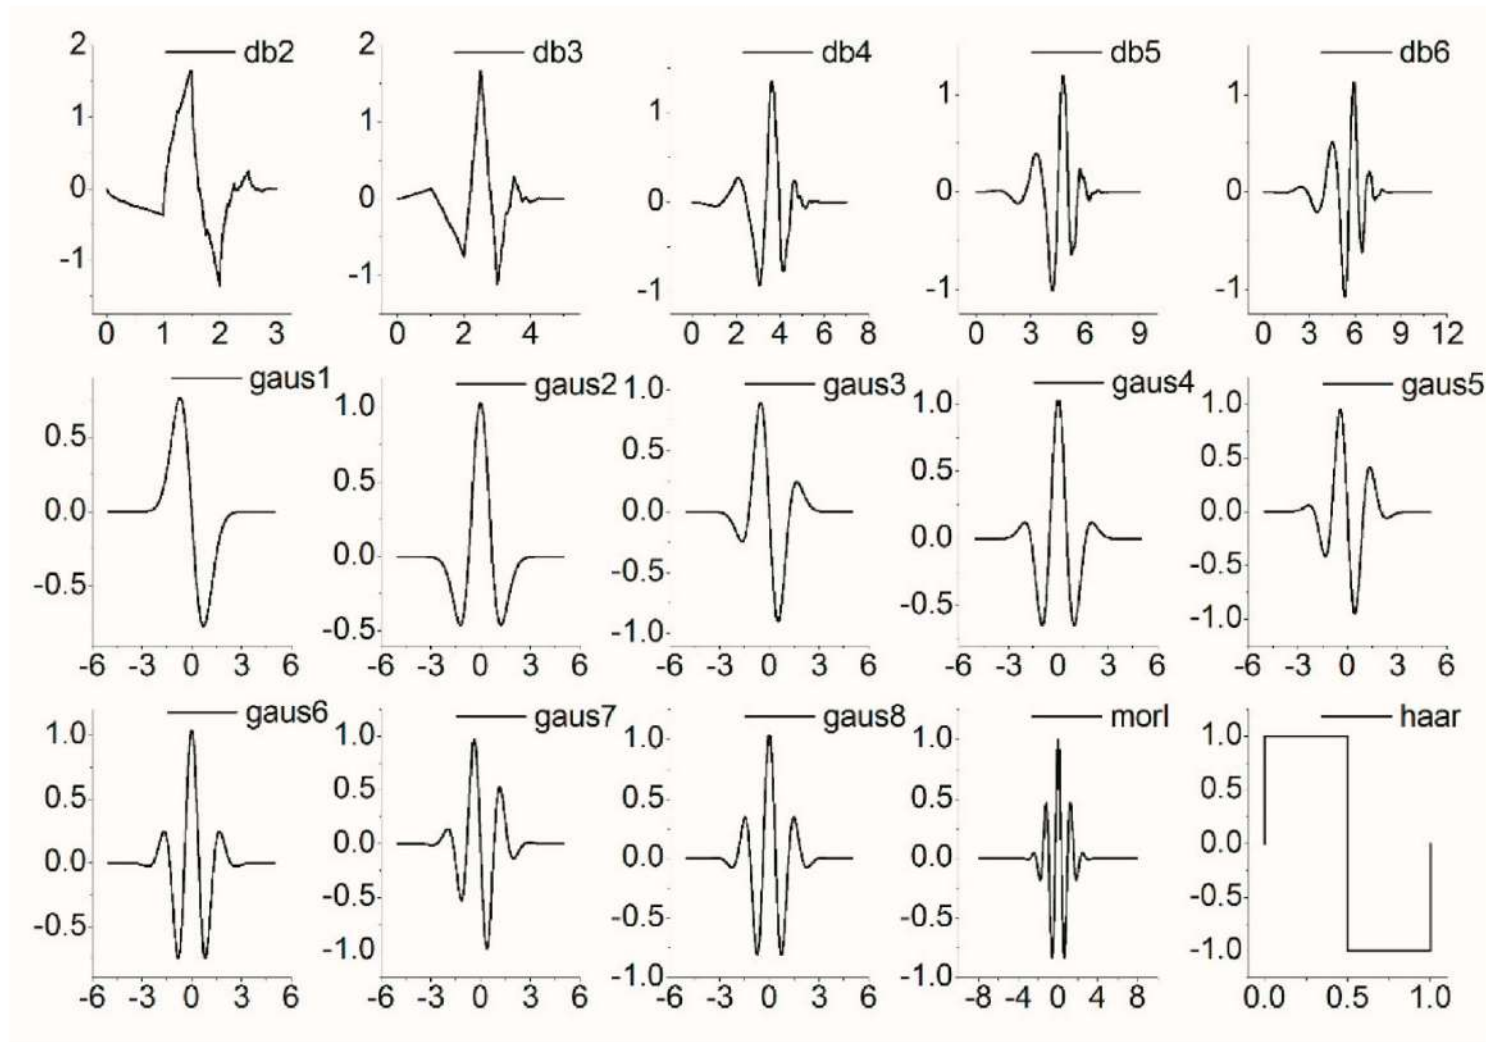 2 db2 2 db3 db4 db5 db6
1 1 1 1 1
0 0 0 0 0
-1 -1 -1 -1 -1
0 1 2 3 0 2 4 0 2 4 6 8 0 3 6 9 0 3 6 9 12
gaus1 gaus2 1.0 gaus3 gaus4 gaus5
0.5 1.0 0.5 1.0 1.0
0.0 0.5 0.0 0.5 0.5
-0.5 0.0 -0.5 0.0 0.0
-0.5 -1.0 -0.5 -0.5
-1.0
-6 -3 0 3 6 -6 -3 0 3 6 -6 -3 0 3 6 -6 -3 0 3 6 -6 -3 0 3 6
gaus6 gaus7 gaus8 morl haar
1.0 1.0 1.0 1.0 1.0
0.5 0.5 0.5 0.5 0.5
0.0 0.0 0.0 0.0 0.0
-0.5 -0.5 -0.5 -0.5 -0.5
-1.0 -1.0 -1.0 -1.0
-6 -3 0 3 6 -6 -3 0 3 6 -6 -3 0 3 6 -8 -4 0 4 8 0.0 0.5 1.0